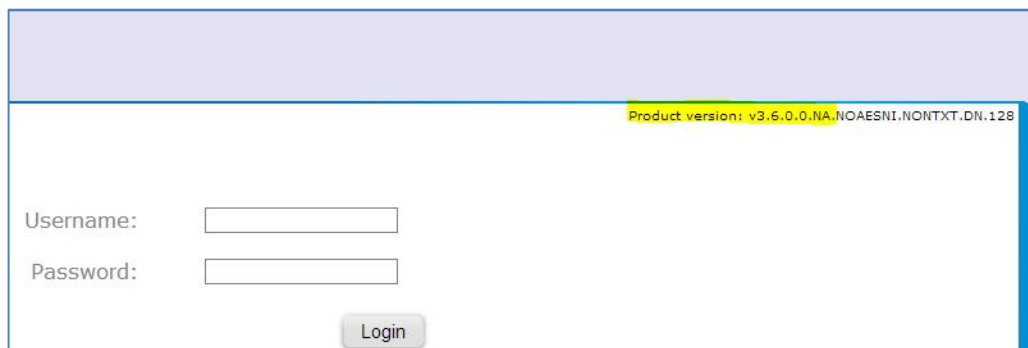 Product version: v3.6.0.0.NA.NOAESNI.NONTXT.DN.128
Username:
Password:
Login